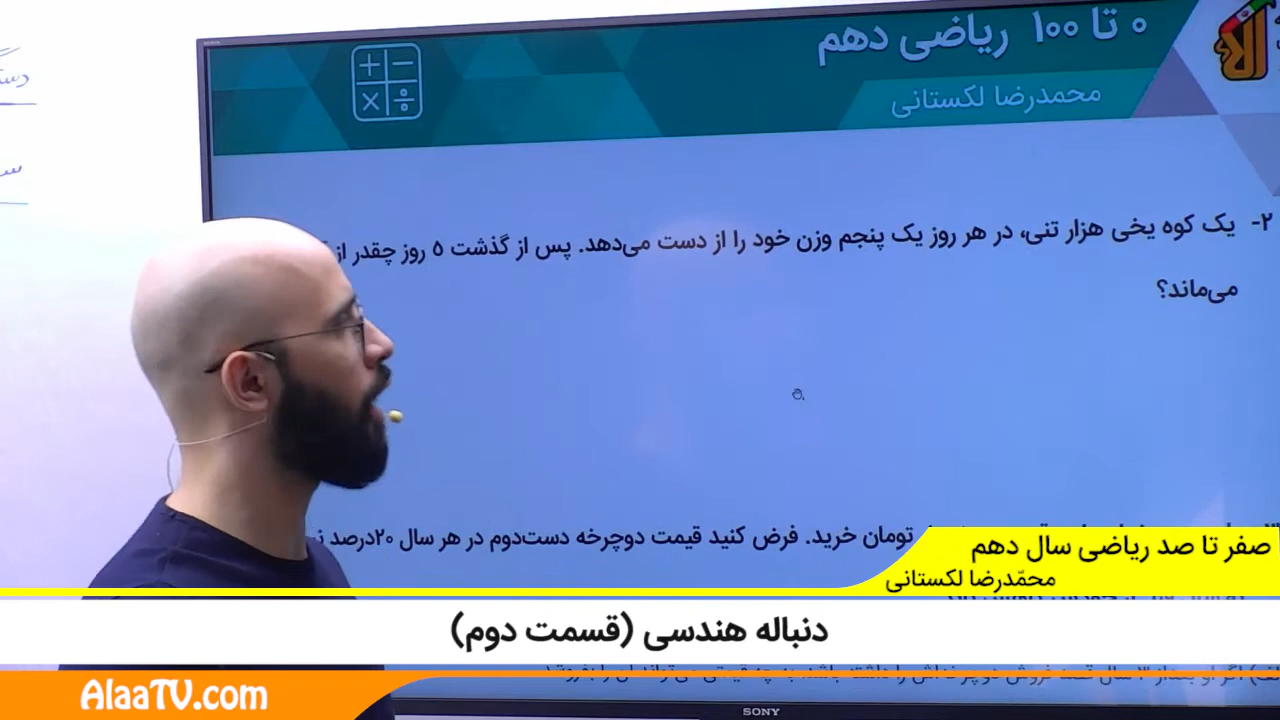 ۰ تا ۱۰۰ ریاضی دهم
محمدرضا لکستانی
۲- یک کوه یخی هزار تنی، در هر روز یک پنجم وزن خود را از دست می‌دهد. پس از گذشت ۵ روز چقدر از
می‌ماند؟
تومان خرید. فرض کنید قیمت دوچرخه دست‌دوم در هر سال ۲۰درصد
صفر تا صد ریاضی سال دهم
محمّدرضا لکستانی
دنباله هندسی (قسمت دوم)
AlaaTV.com
SONY